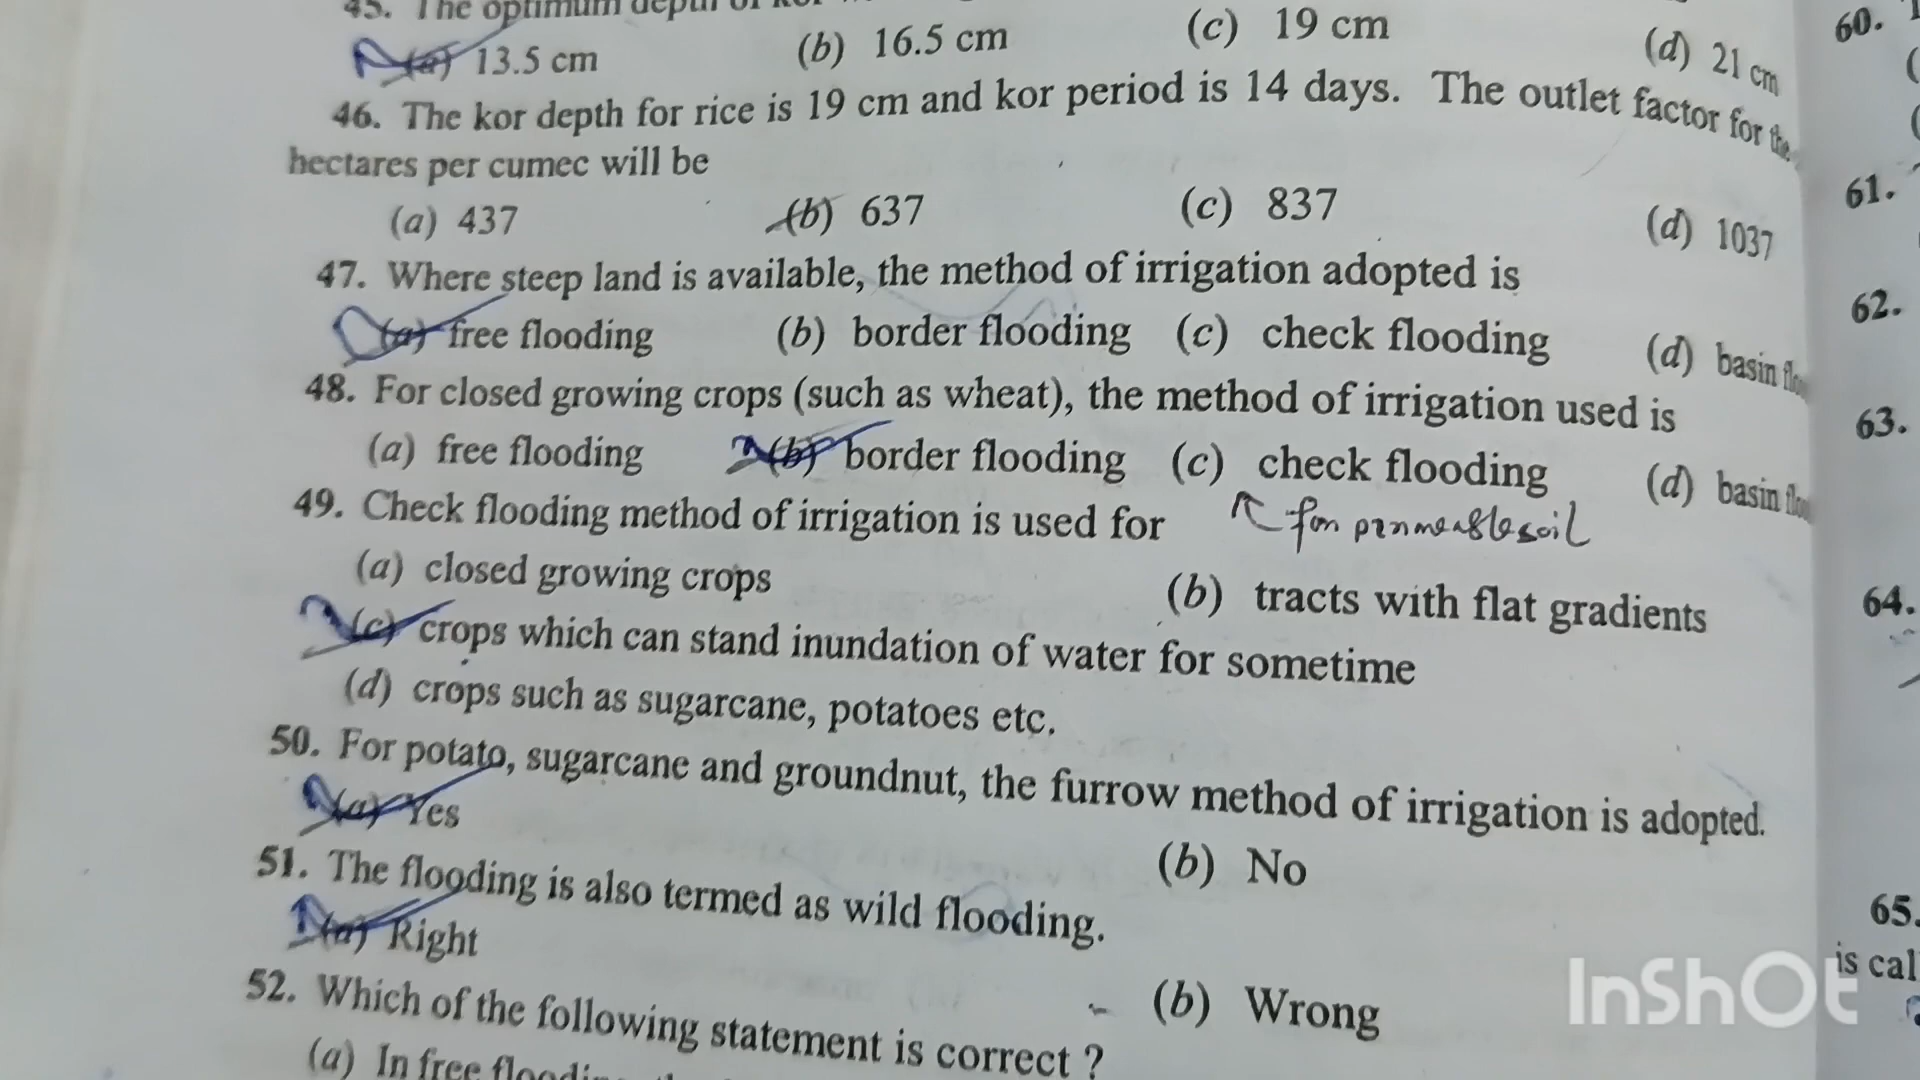 45. The optimum depth of kor
(a) 13.5 cm (b) 16.5 cm (c) 19 cm (d) 21 cm
46. The kor depth for rice is 19 cm and kor period is 14 days. The outlet factor for the
hectares per cumec will be
(a) 437 (b) 637 (c) 837 (d) 1037
47. Where steep land is available, the method of irrigation adopted is
(a) free flooding (b) border flooding (c) check flooding (d) basin
48. For closed growing crops (such as wheat), the method of irrigation used is
(a) free flooding (b) border flooding (c) check flooding (d) basin
for permeable soil
49. Check flooding method of irrigation is used for
(a) closed growing crops (b) tracts with flat gradients
(c) crops which can stand inundation of water for sometime
(d) crops such as sugarcane, potatoes etc.
50. For potato, sugarcane and groundnut, the furrow method of irrigation is adopted.
(a) Yes (b) No
51. The flooding is also termed as wild flooding.
(a) Right (b) Wrong
52. Which of the following statement is correct ?
(a) In free
60.
61.
62.
63.
64.
65.
is cal
InShOt